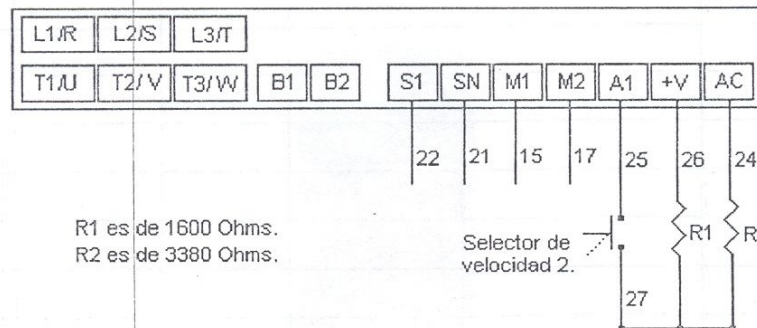 L1/R L2/S L3/T
T1/U T2/V T3/W B1 B2 S1 SN M1 M2 A1 +V AC
22 21 15 17 25 26 24
R1 es de 1600 Ohms.
R2 es de 3380 Ohms.
Selector de
velocidad 2.
R1 R
27